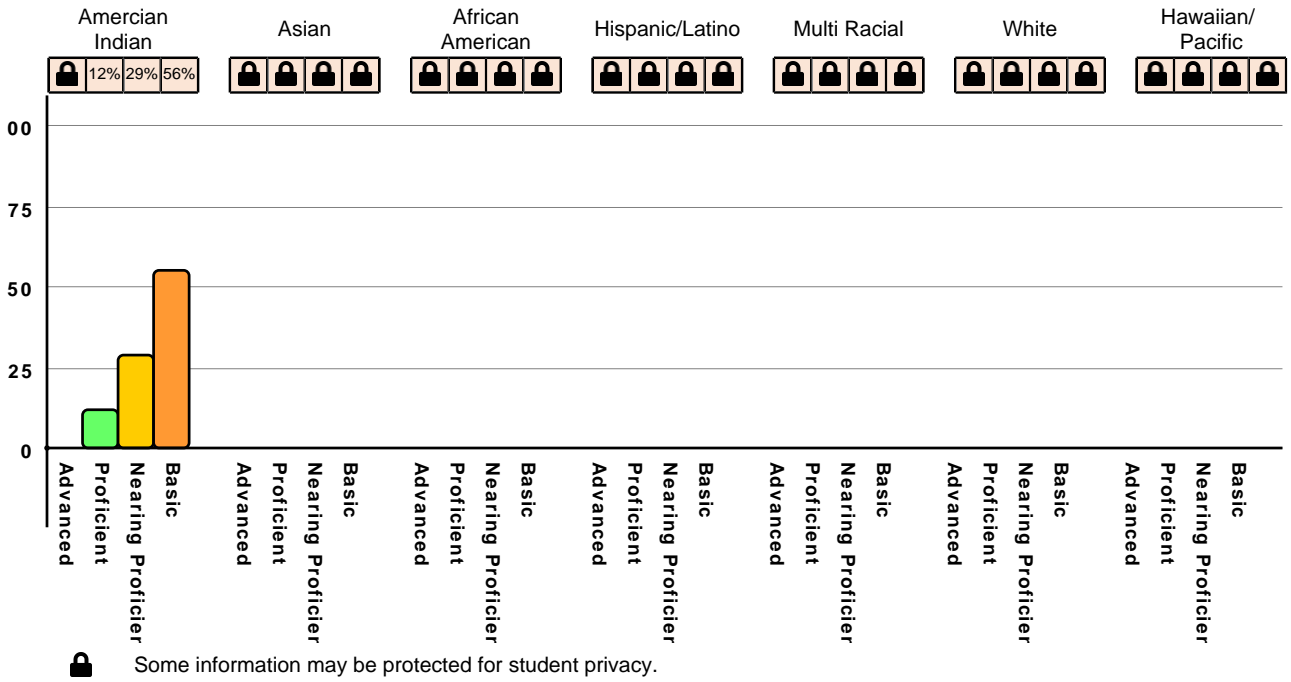 Amercian
Indian
Asian
African
American
Hispanic/Latino
Multi Racial
White
Hawaiian/
Pacific
12% 29% 56%
00
75
50
25
0
Advanced
Proficient
Nearing Proficier
Basic
Advanced
Proficient
Nearing Proficier
Basic
Advanced
Proficient
Nearing Proficier
Basic
Advanced
Proficient
Nearing Proficier
Basic
Advanced
Proficient
Nearing Proficier
Basic
Advanced
Proficient
Nearing Proficier
Basic
Advanced
Proficient
Nearing Proficier
Basic
Some information may be protected for student privacy.